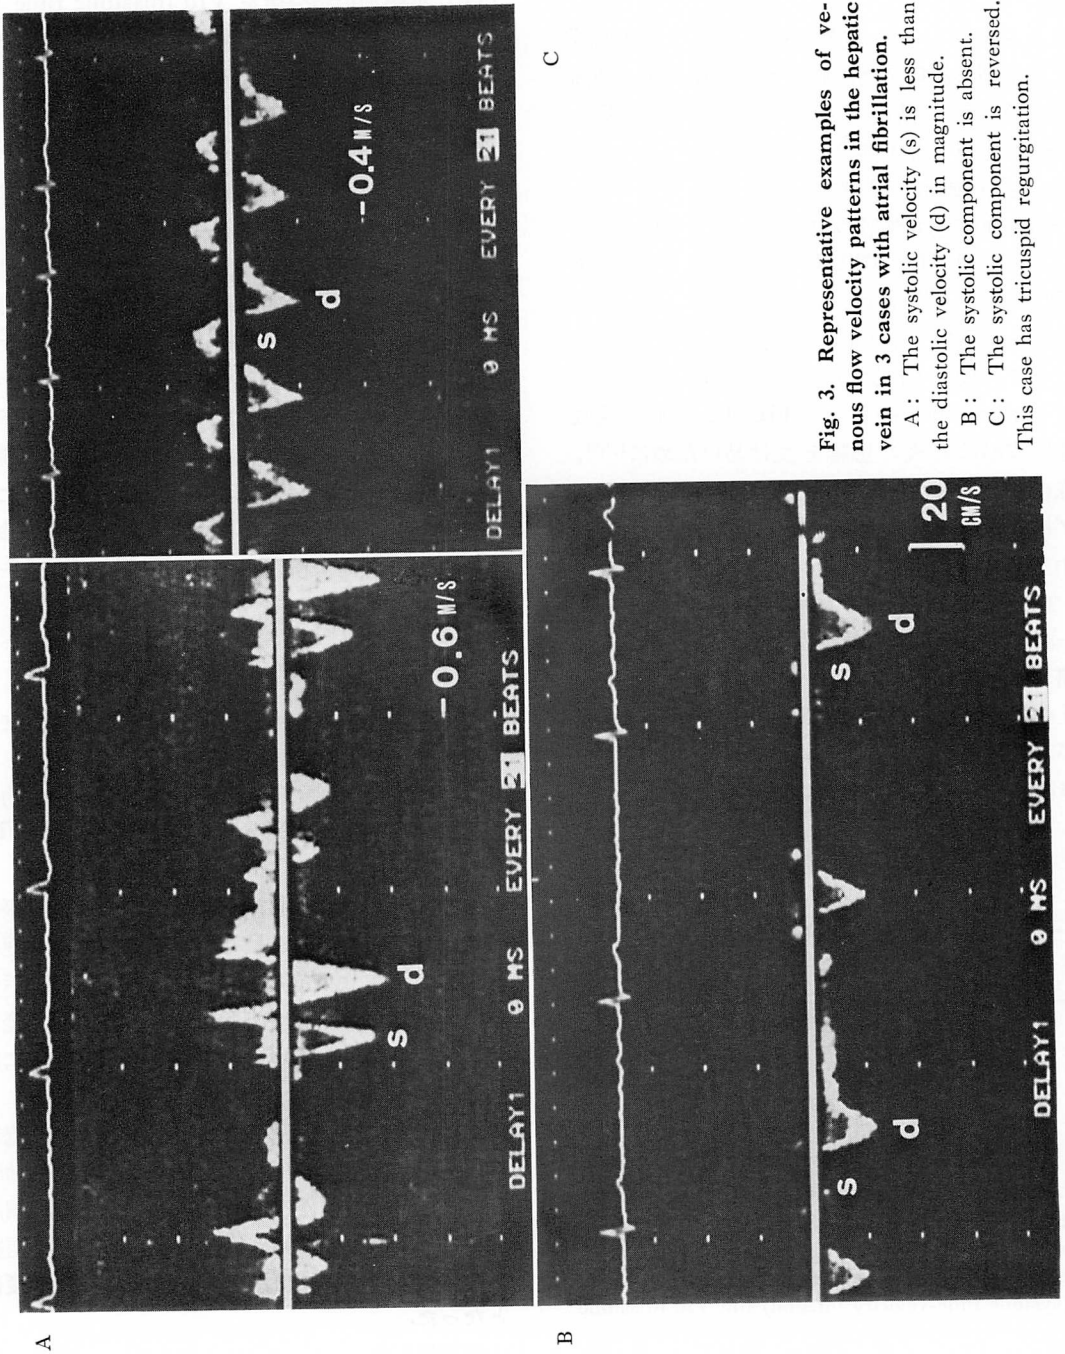 A
s
d
-0.6 M/S
DELAY1 0 MS EVERY 21 BEATS
s
d
-0.4 M/S
DELAY1 0 MS EVERY 21 BEATS
C
B
s
d
s
d
20
CM/S
DELAY1 0 MS EVERY 21 BEATS
Fig. 3. Representative examples of ve-
nous flow velocity patterns in the hepatic
vein in 3 cases with atrial fibrillation.
A : The systolic velocity (s) is less than
the diastolic velocity (d) in magnitude.
B : The systolic component is absent.
C : The systolic component is reversed.
This case has tricuspid regurgitation.